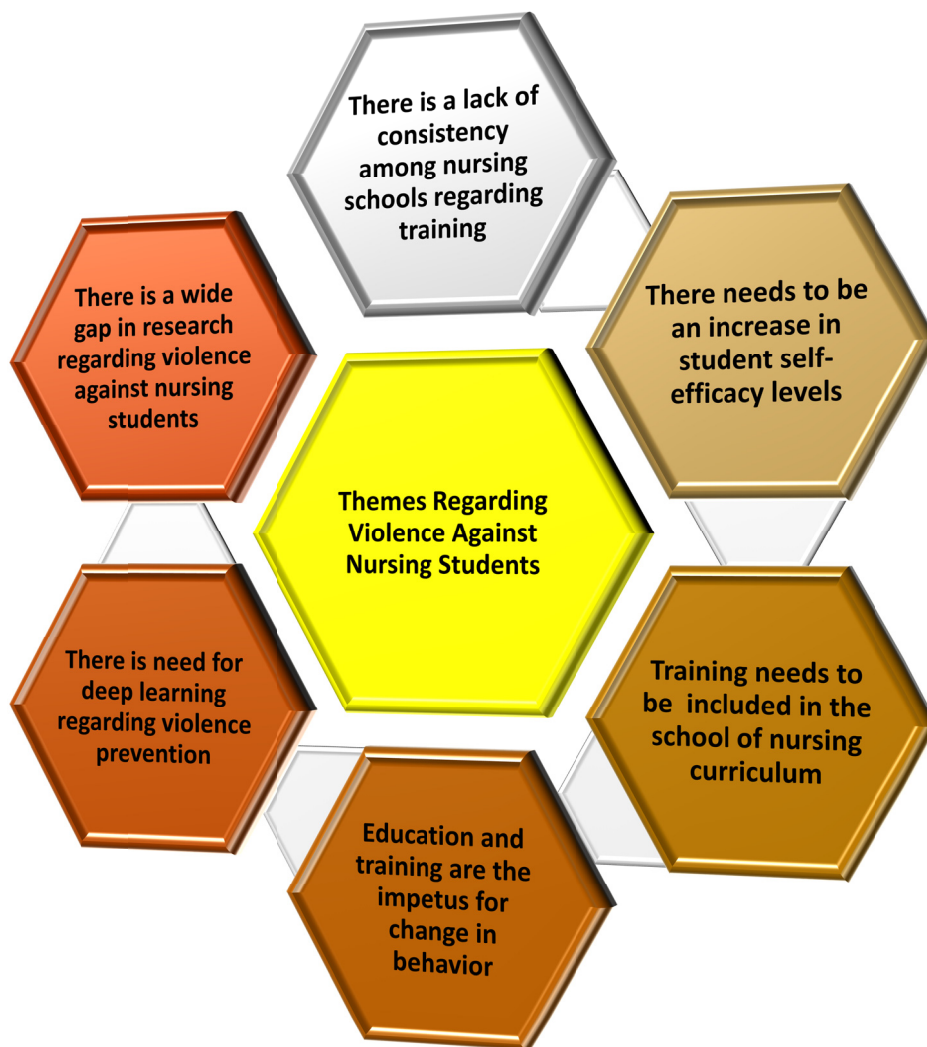 There is a lack of
consistency
among nursing
schools regarding
training
There needs to be
an increase in
student self-
efficacy levels
Training needs to
be included in the
school of nursing
curriculum
Education and
training are the
impetus for
change in
behavior
There is need for
deep learning
regarding violence
prevention
There is a wide
gap in research
regarding violence
against nursing
students
Themes Regarding
Violence Against
Nursing Students